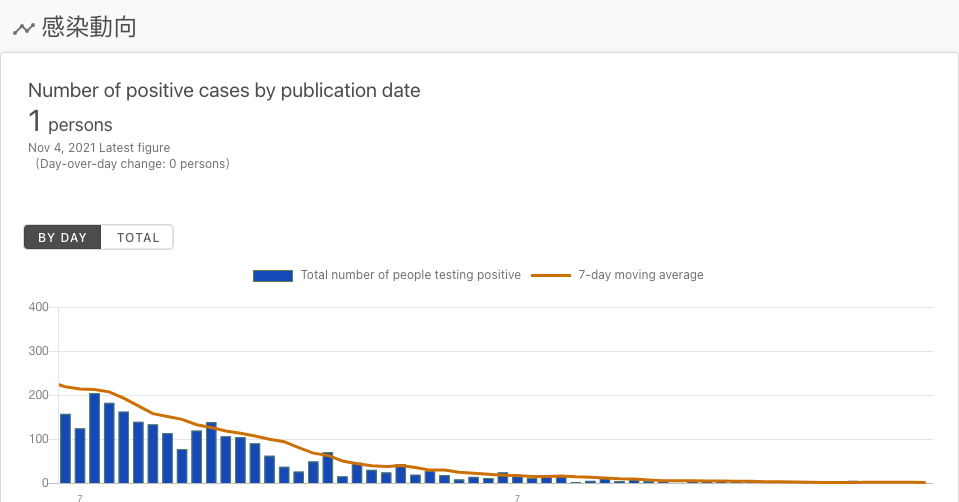 感染動向
Number of positive cases by publication date
1 persons
Nov 4, 2021 Latest figure
(Day-over-day change: 0 persons)
BY DAY TOTAL
Total number of people testing positive 7-day moving average
400
300
200
100
0
7 7